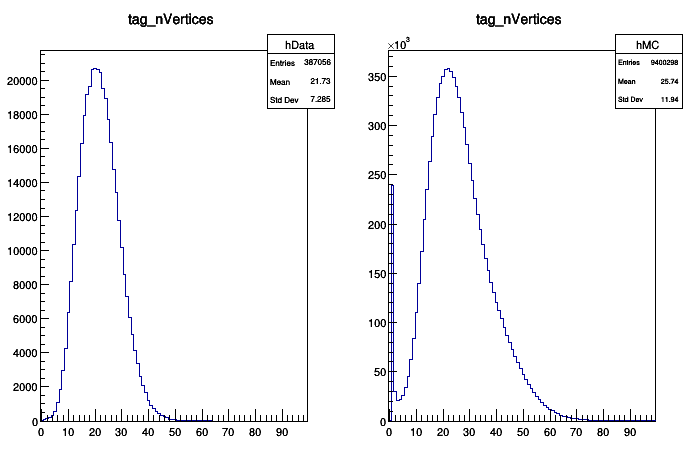 tag_nVertices
hData
Entries 387056
Mean 21.73
Std Dev 7.285
20000
18000
16000
14000
12000
10000
8000
6000
4000
2000
0
0 10 20 30 40 50 60 70 80 90
tag_nVertices
×10³
hMC
Entries 9400298
Mean 25.74
Std Dev 11.94
350
300
250
200
150
100
50
0
0 10 20 30 40 50 60 70 80 90